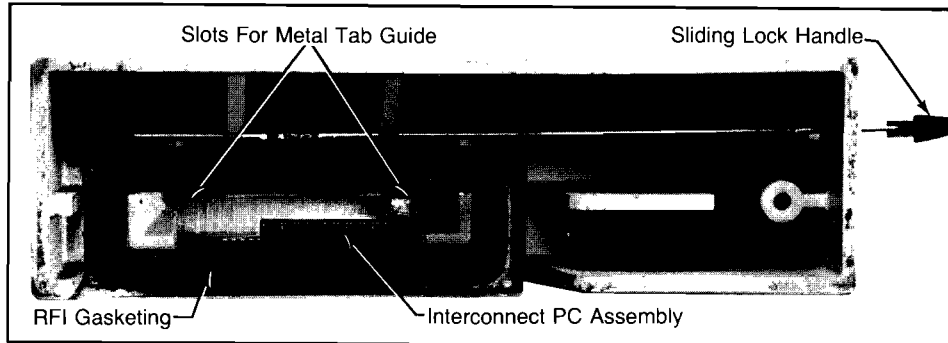 Slots For Metal Tab Guide
Sliding Lock Handle
RFI Gasketing
Interconnect PC Assembly